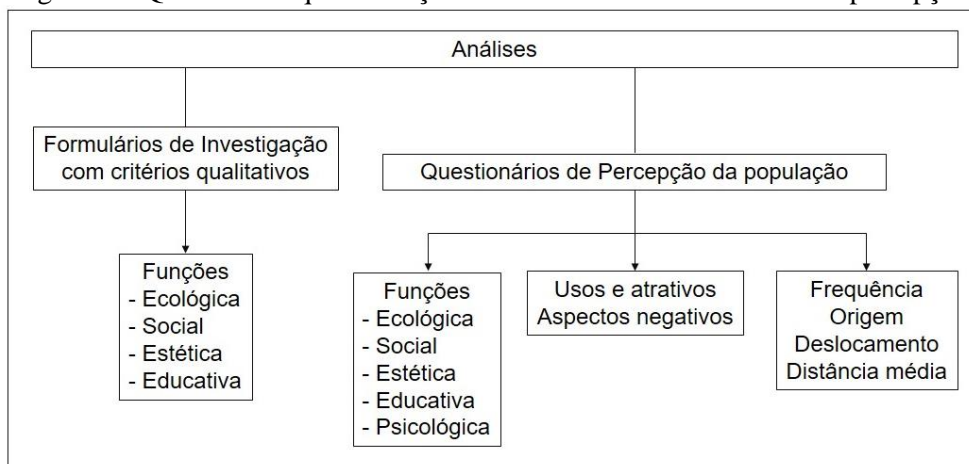 Análises
Formulários de Investigação
com critérios qualitativos
Questionários de Percepção da população
Funções
- Ecológica
- Social
- Estética
- Educativa
Funções
- Ecológica
- Social
- Estética
- Educativa
- Psicológica
Usos e atrativos
Aspectos negativos
Frequência
Origem
Deslocamento
Distância média